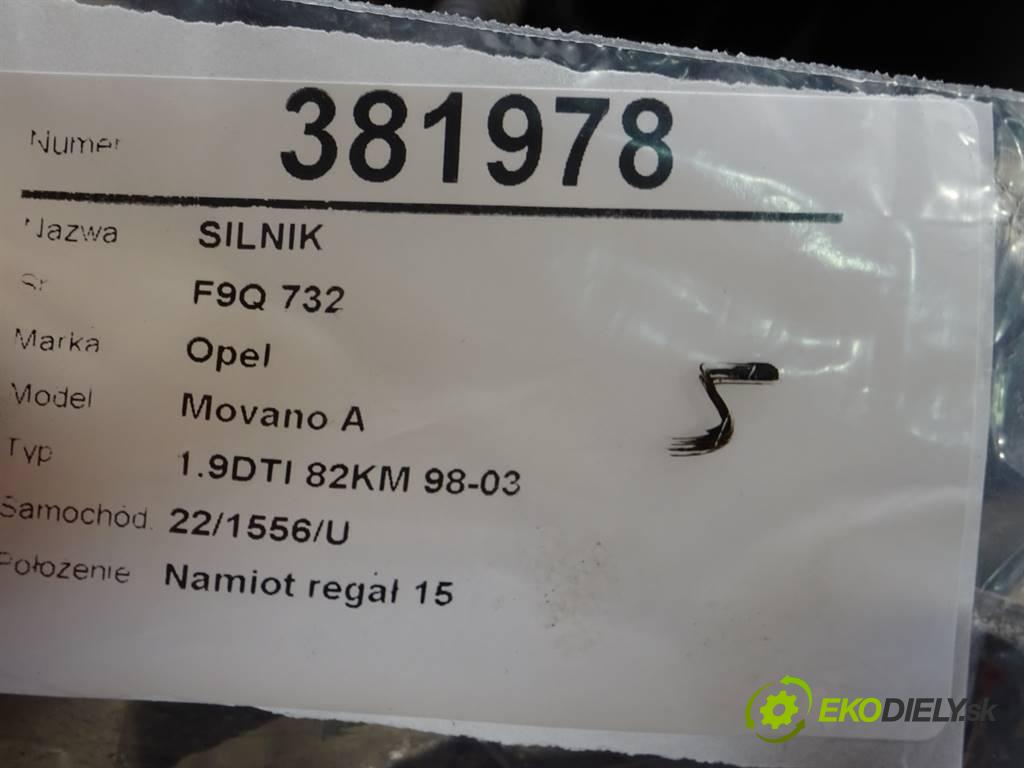 Numer 381978
Nazwa SILNIK
F9Q 732
Marka Opel
Model Movano A
Typ 1.9DTI 82KM 98-03
Samochód. 22/1556/U
Położenie Namiot regał 15
5
EKODIELY.sk